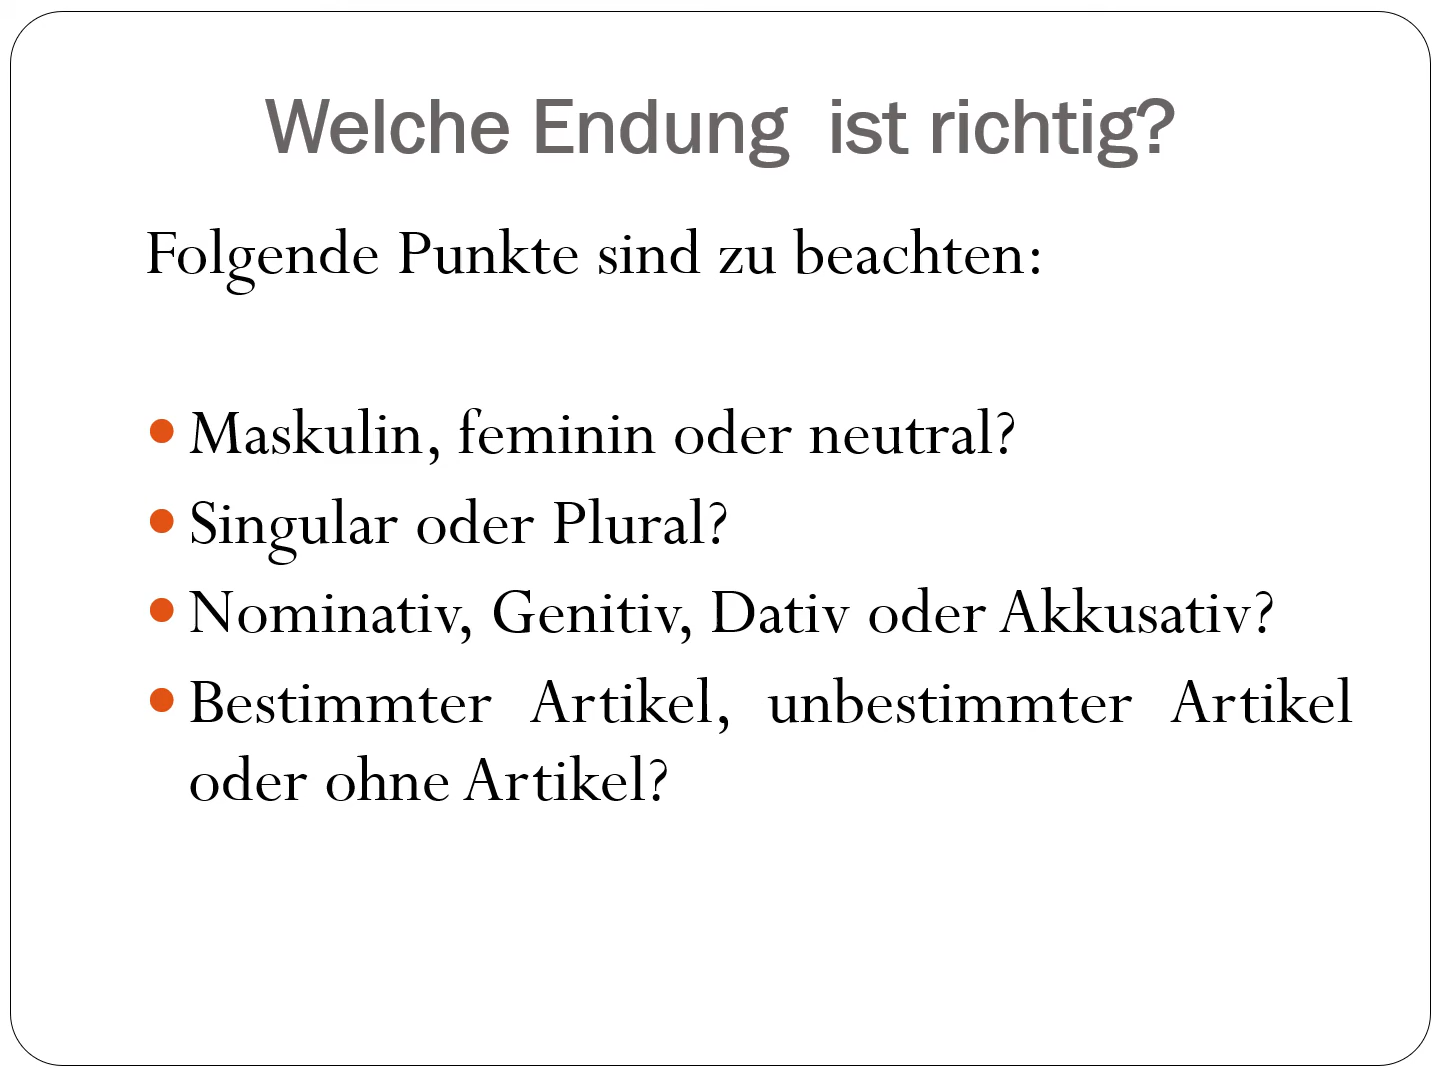 Welche Endung  ist richtig?
Folgende Punkte sind zu beachten:
• Maskulin, feminin oder neutral?
• Singular oder Plural?
• Nominativ, Genitiv, Dativ oder Akkusativ?
• Bestimmter Artikel, unbestimmter Artikel
oder ohne Artikel?